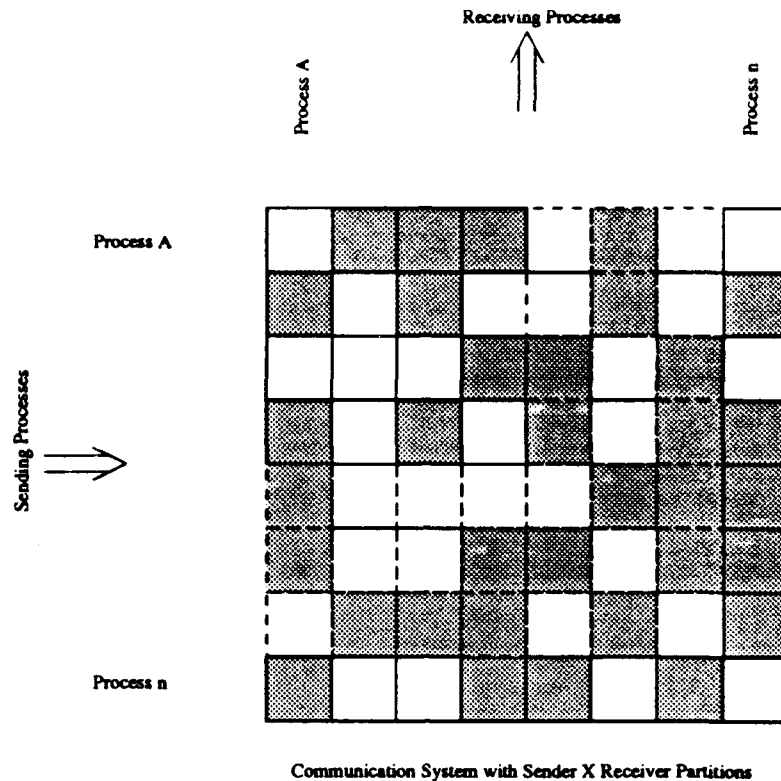 Receiving Processes
Process A
Process n
Process A
Sending Processes
Process n
Communication System with Sender X Receiver Partitions